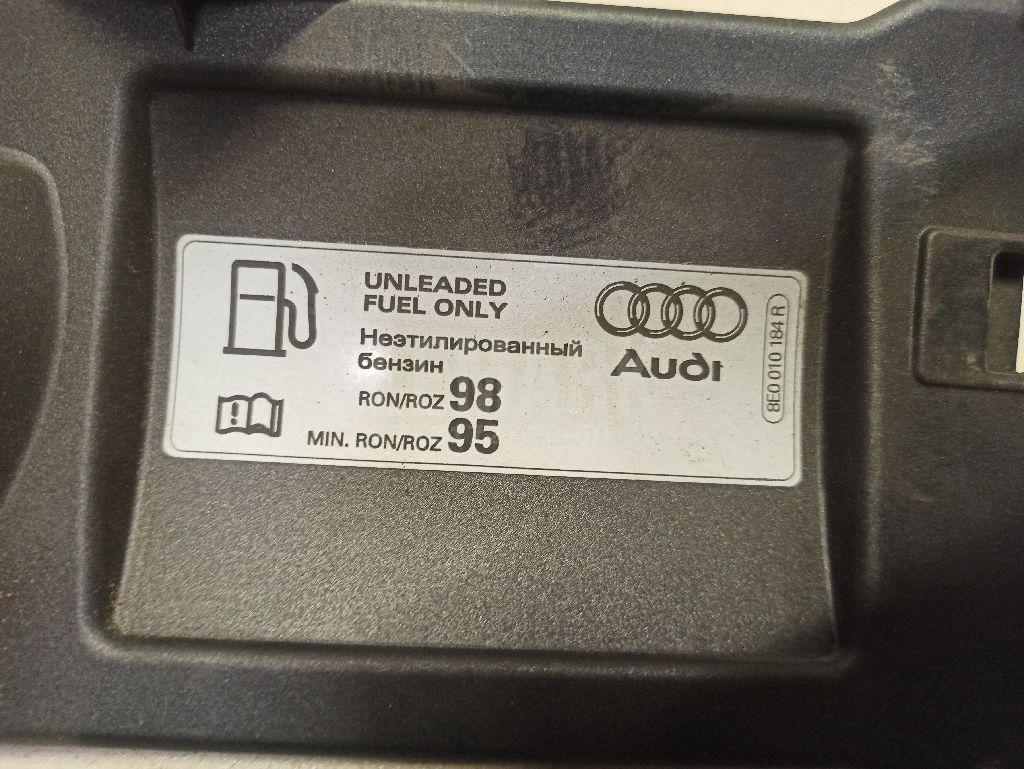 UNLEADED
FUEL ONLY
Неэтилированный
бензин
RON/ROZ 98
MIN. RON/ROZ 95
Audi
8E0 010 184 R